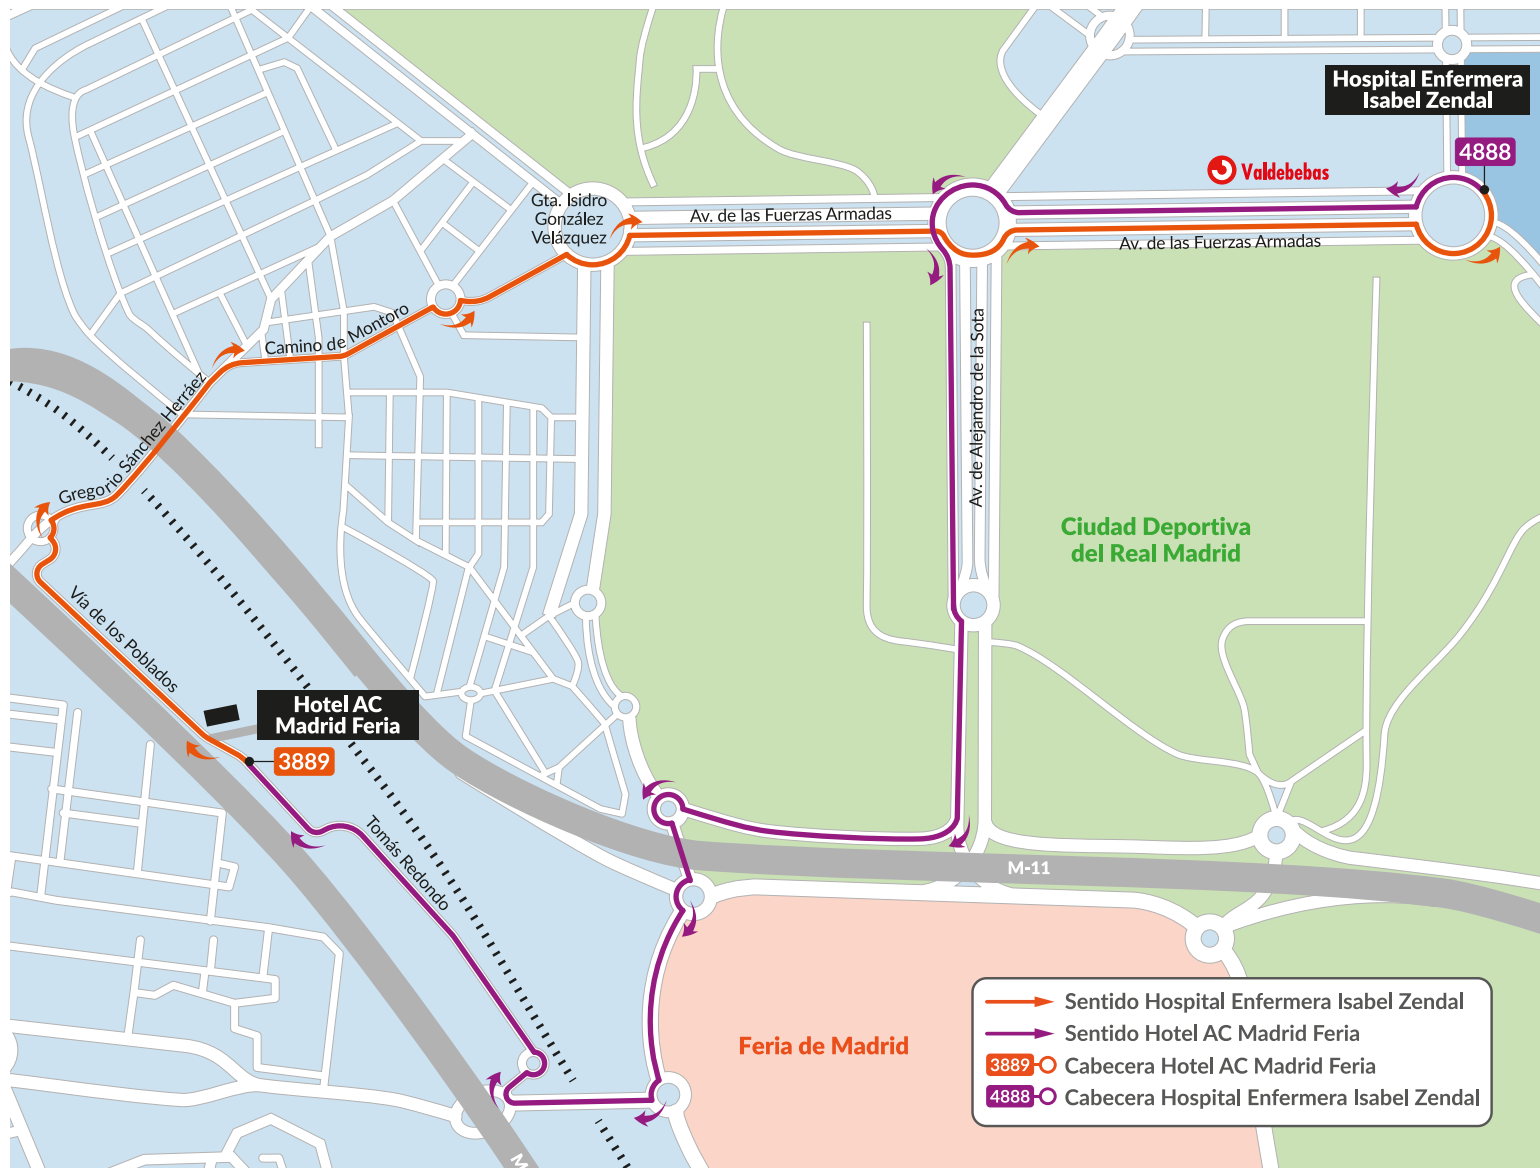 Hospital Enfermera
Isabel Zendal
4888
Valdebebas
Gta. Isidro
González
Velázquez
Av. de las Fuerzas Armadas
Av. de las Fuerzas Armadas
Camino de Montoro
Av. de Alejandro de la Sota
Gregorio Sánchez Herráez
Ciudad Deportiva
del Real Madrid
Vía de los Poblados
Hotel AC
Madrid Feria
3889
Tomás Redondo
M-11
Feria de Madrid
Sentido Hospital Enfermera Isabel Zendal
Sentido Hotel AC Madrid Feria
3889 Cabecera Hotel AC Madrid Feria
4888 Cabecera Hospital Enfermera Isabel Zendal